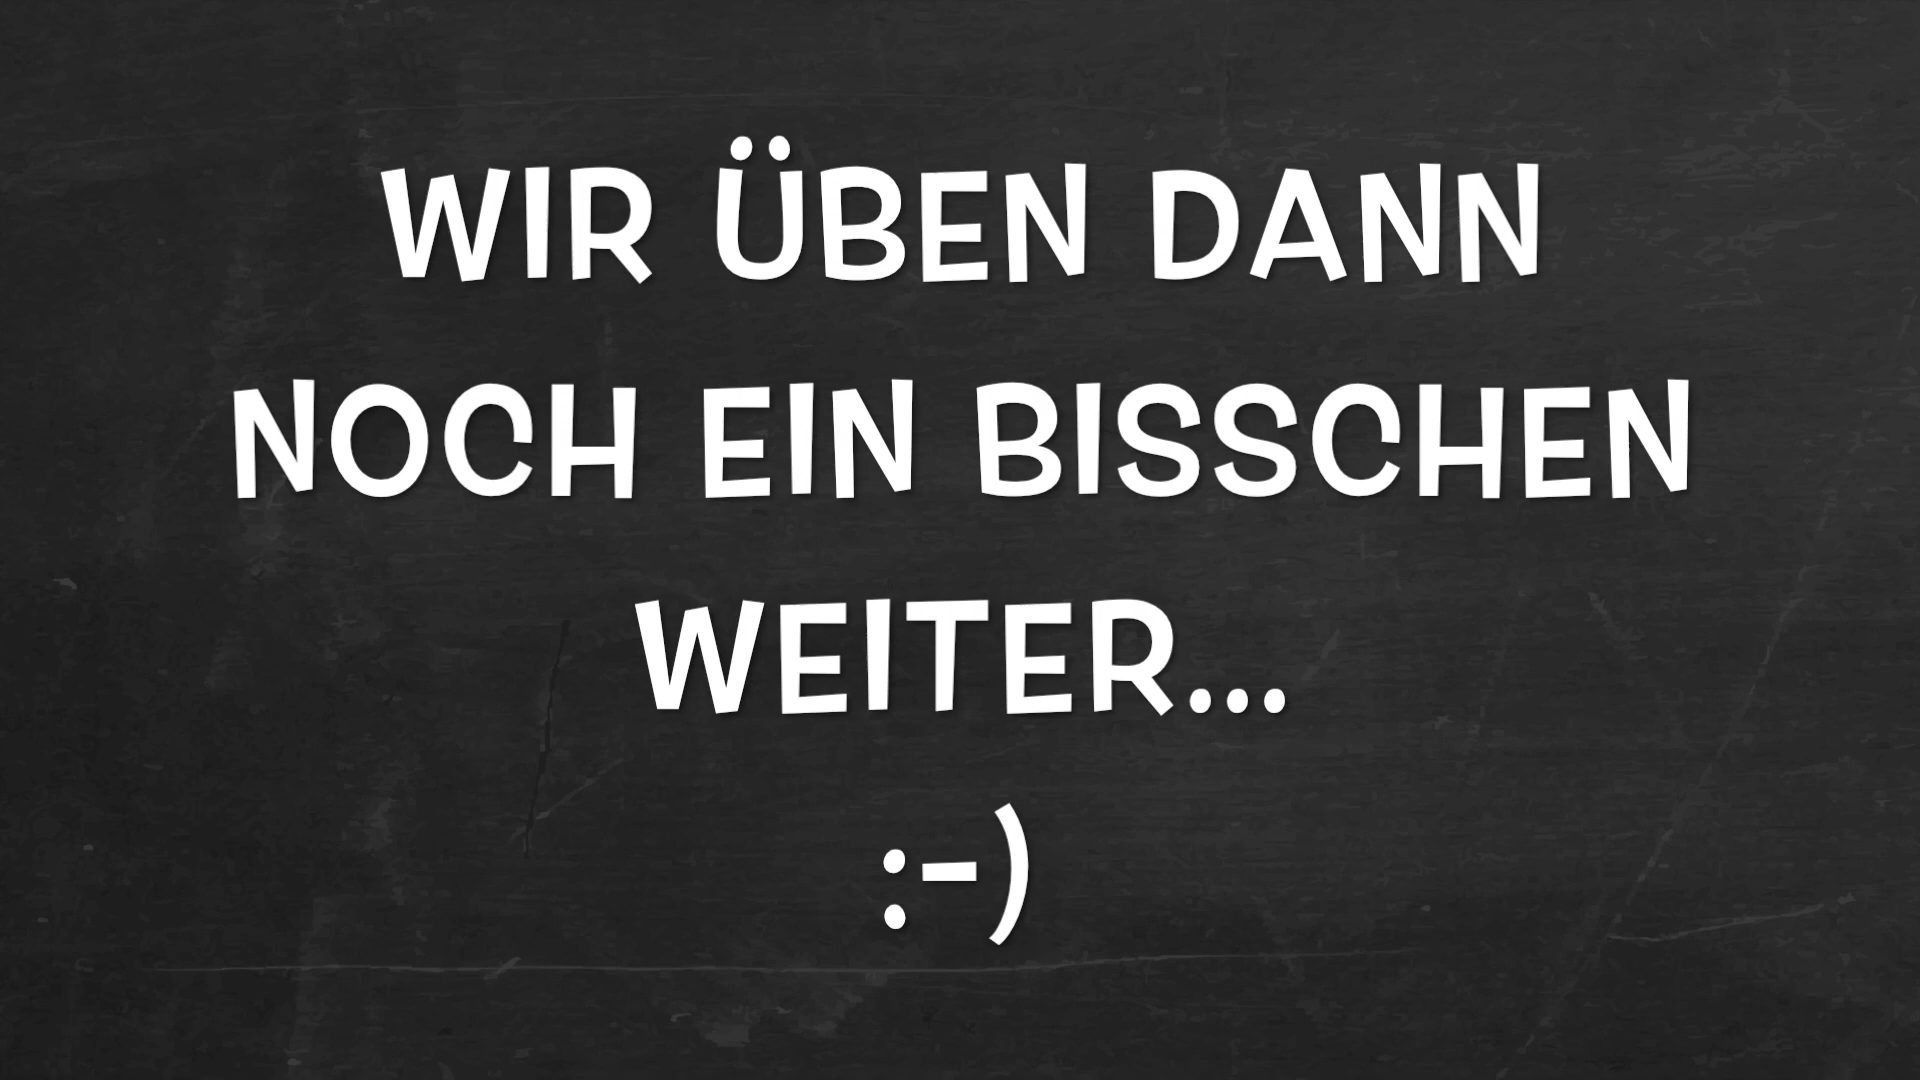 WIR ÜBEN DANN
NOCH EIN BISSCHEN
WEITER...
:-)